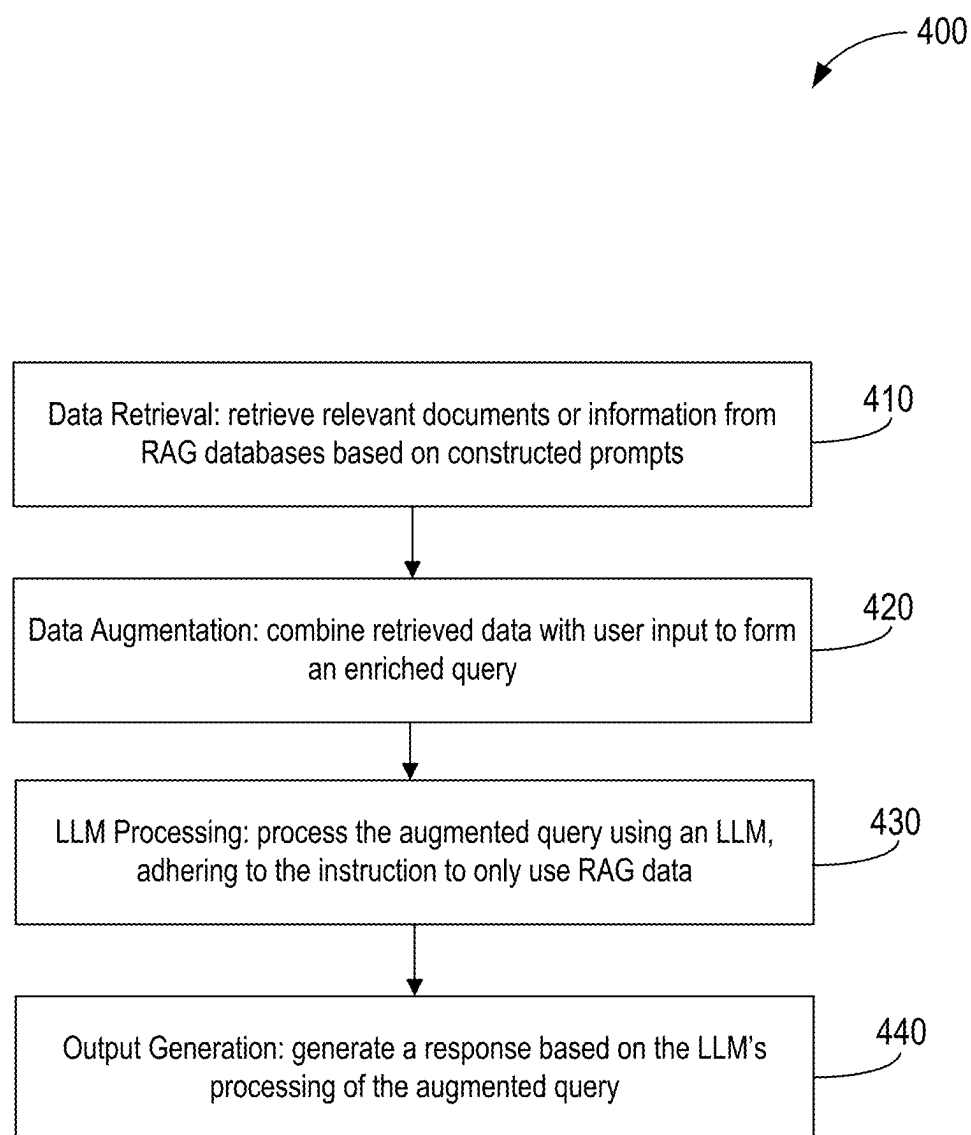 400
Data Retrieval: retrieve relevant documents or information from
RAG databases based on constructed prompts
410
Data Augmentation: combine retrieved data with user input to form
an enriched query
420
LLM Processing: process the augmented query using an LLM,
adhering to the instruction to only use RAG data
430
Output Generation: generate a response based on the LLM’s
processing of the augmented query
440